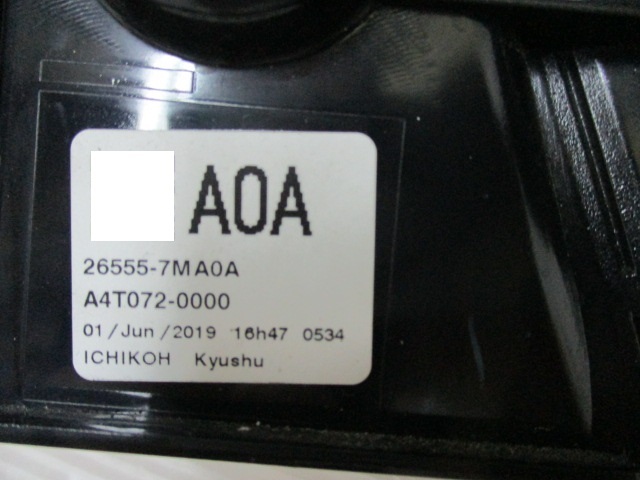 A0A
26555-7MA0A
A4T072-0000
01/Jun/2019 16h47 0534
ICHIKOH Kyushu